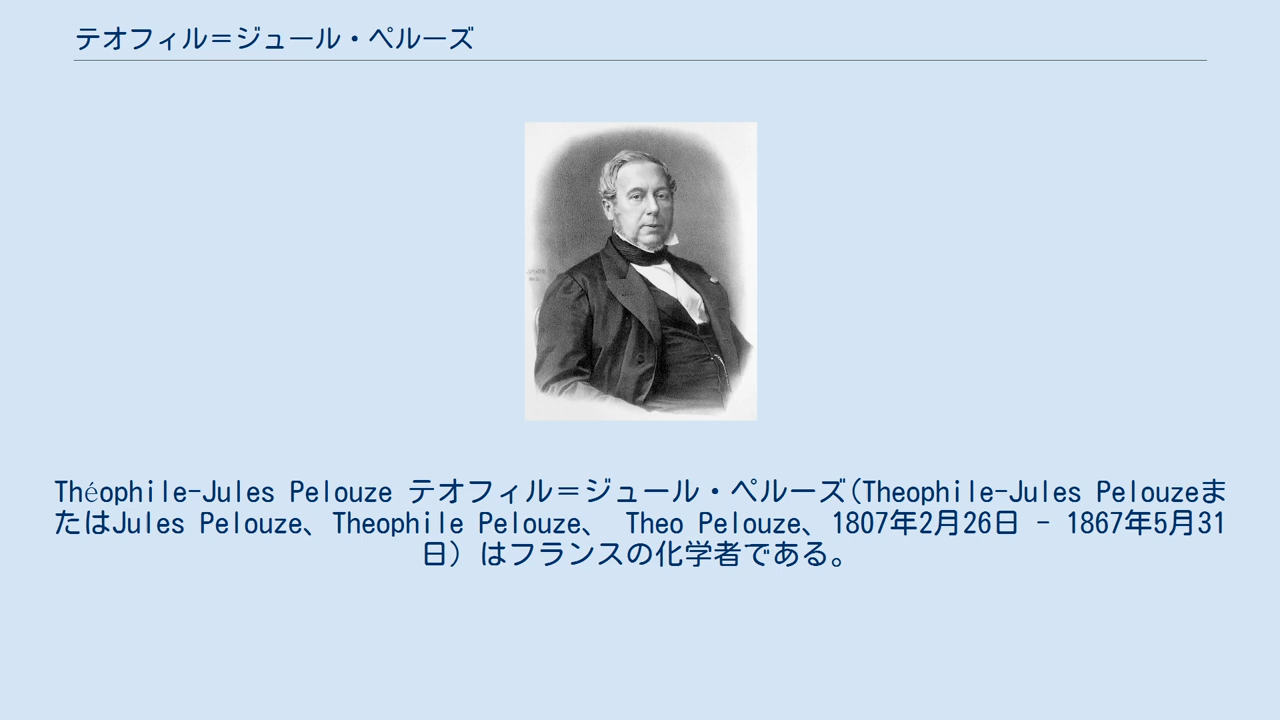 テオフィル＝ジュール・ペルーズ
Théophile-Jules Pelouze テオフィル＝ジュール・ペルーズ(Theophile-Jules Pelouzeま
たはJules Pelouze、Theophile Pelouze、 Theo Pelouze、1807年2月26日 - 1867年5月31
日）はフランスの化学者である。